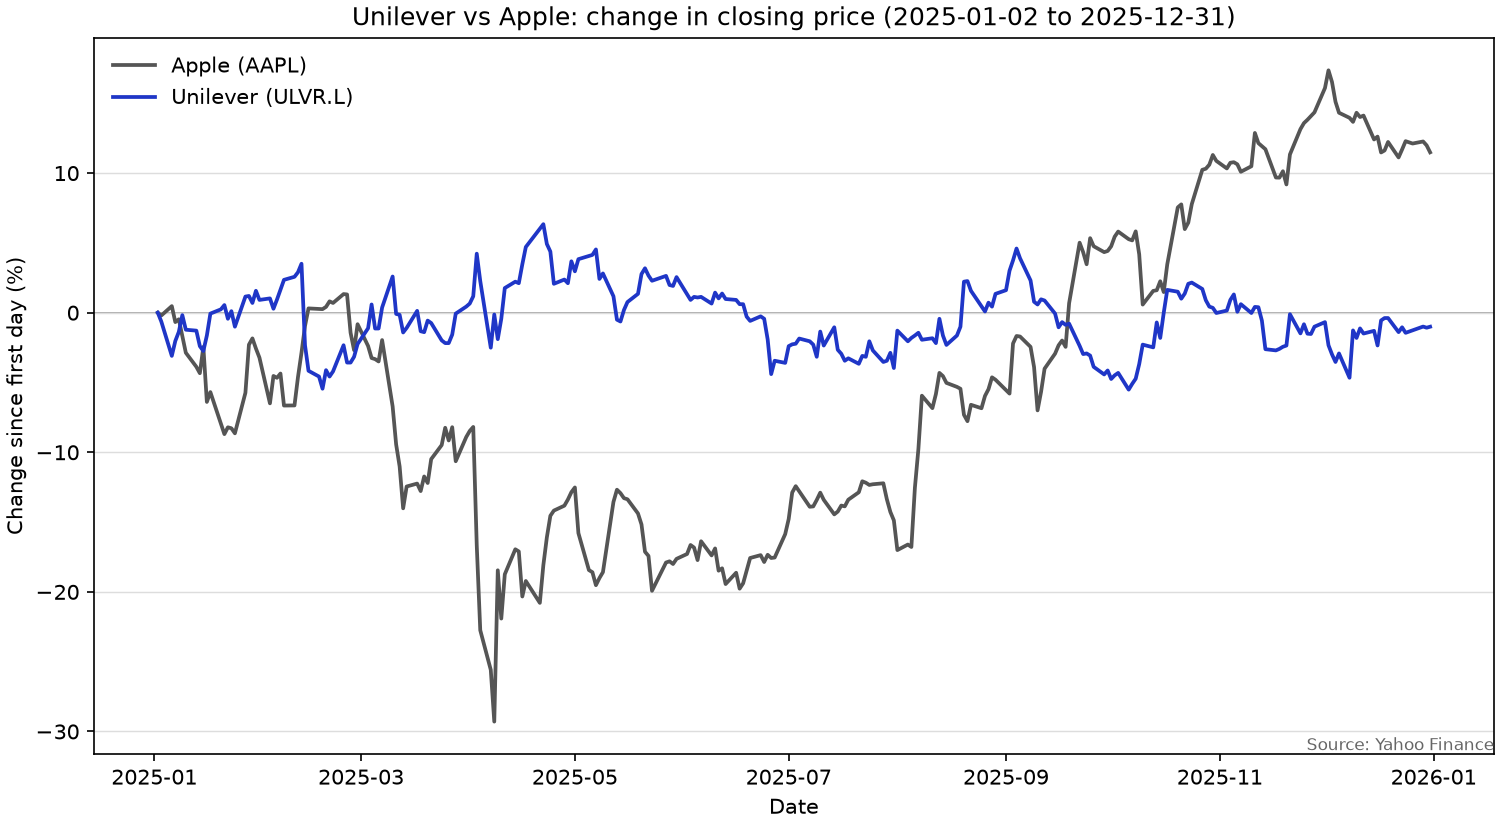 Unilever vs Apple: change in closing price (2025-01-02 to 2025-12-31)
Apple (AAPL)
Unilever (ULVR.L)
Change since first day (%)
10
0
−10
−20
−30
Source: Yahoo Finance
2025-01
2025-03
2025-05
2025-07
2025-09
2025-11
2026-01
Date